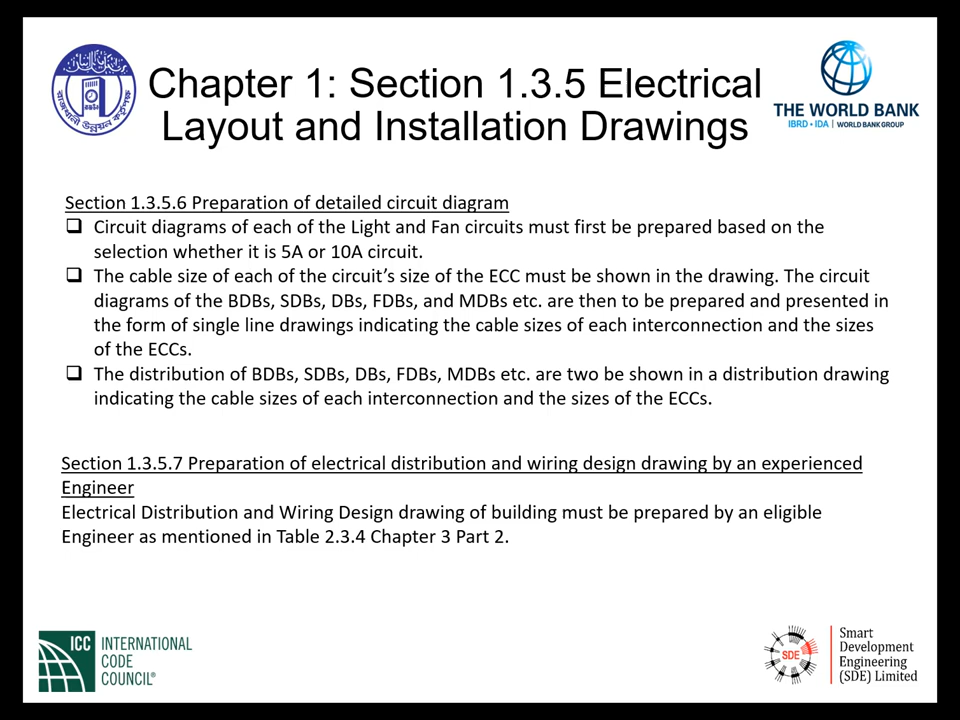 Chapter 1: Section 1.3.5 Electrical
Layout and Installation Drawings
THE WORLD BANK
IBRD • IDA | WORLD BANK GROUP
Section 1.3.5.6 Preparation of detailed circuit diagram
❑ Circuit diagrams of each of the Light and Fan circuits must first be prepared based on the
selection whether it is 5A or 10A circuit.
❑ The cable size of each of the circuit’s size of the ECC must be shown in the drawing. The circuit
diagrams of the BDBs, SDBs, DBs, FDBs, and MDBs etc. are then to be prepared and presented in
the form of single line drawings indicating the cable sizes of each interconnection and the sizes
of the ECCs.
❑ The distribution of BDBs, SDBs, DBs, FDBs, MDBs etc. are two be shown in a distribution drawing
indicating the cable sizes of each interconnection and the sizes of the ECCs.
Section 1.3.5.7 Preparation of electrical distribution and wiring design drawing by an experienced
Engineer
Electrical Distribution and Wiring Design drawing of building must be prepared by an eligible
Engineer as mentioned in Table 2.3.4 Chapter 3 Part 2.
ICC
INTERNATIONAL
CODE
COUNCIL®
SDE
Smart
Development
Engineering
(SDE) Limited